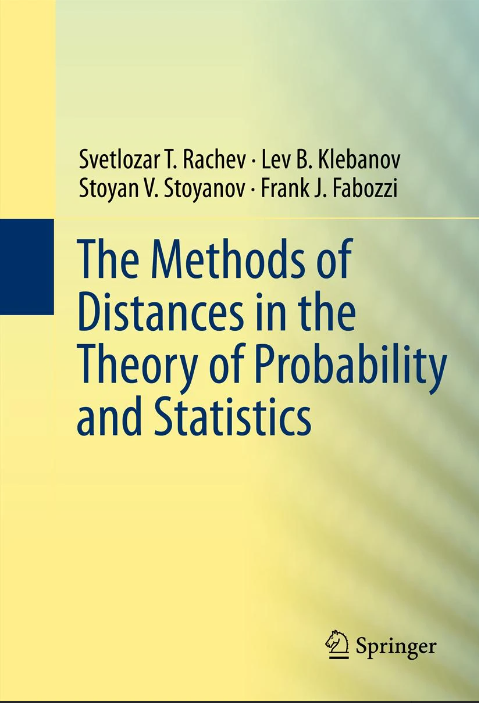 Svetlozar T. Rachev · Lev B. Klebanov
Stoyan V. Stoyanov · Frank J. Fabozzi
The Methods of
Distances in the
Theory of Probability
and Statistics
Springer